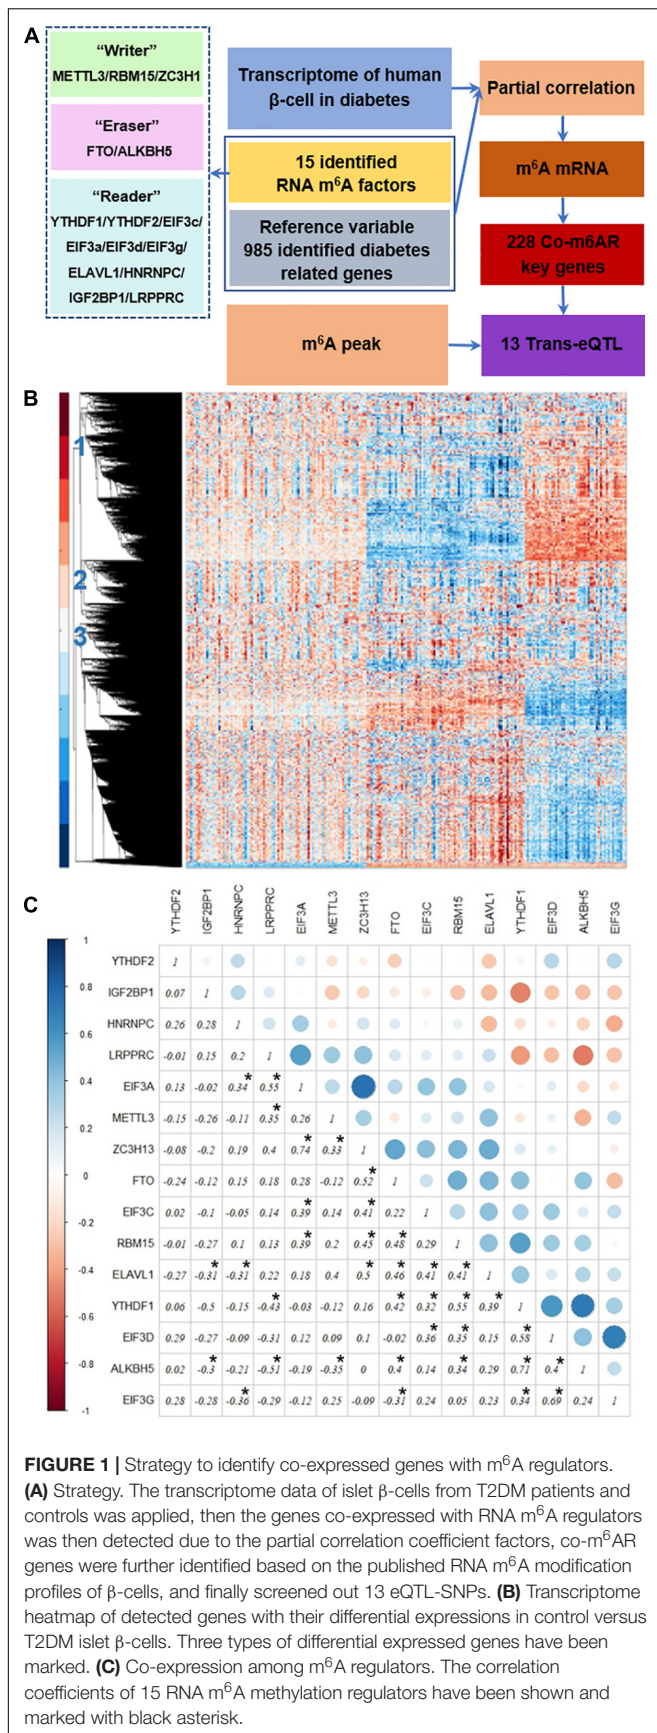 A
"Writer"
METTL3/RBM15/ZC3H1
"Eraser"
FTO/ALKBH5
"Reader"
YTHDF1/YTHDF2/EIF3c/
EIF3a/EIF3d/EIF3g/
ELAVL1/HNRNPC/
IGF2BP1/LRPPRC
Transcriptome of human
β-cell in diabetes
15 identified
RNA m⁶A factors
Reference variable
985 identified diabetes
related genes
m⁶A peak
Partial correlation
m⁶A mRNA
228 Co-m6AR
key genes
13 Trans-eQTL
B
1
2
3
C
YTHDF2 IGF2BP1 HNRNPC LRPPRC EIF3A METTL3 ZC3H13 FTO EIF3C RBM15 ELAVL1 YTHDF1 EIF3D ALKBH5 EIF3G
1
0.8
0.6
0.4
0.2
0
-0.2
-0.4
-0.6
-0.8
-1
YTHDF2 1
IGF2BP1 0.07 1
HNRNPC 0.26 0.28 1
LRPPRC -0.01 0.15 0.2 1
EIF3A 0.13 -0.02 0.34* 0.55* 1
METTL3 -0.15 -0.26 -0.11 0.35* 0.26 1
ZC3H13 -0.08 -0.2 0.19 0.4 0.74* 0.33* 1
FTO -0.24 -0.12 0.15 0.18 0.28 -0.12 0.52* 1
EIF3C 0.02 -0.1 -0.05 0.14 0.39* 0.14 0.41* 0.22 1
RBM15 -0.01 -0.27 0.1 0.13 0.39* 0.2 0.45* 0.48* 0.29 1
ELAVL1 -0.27 -0.31* -0.31* 0.22 0.18 0.4 0.5* 0.46* 0.41* 0.41* 1
YTHDF1 0.06 -0.5 -0.15 -0.43* -0.03 -0.12 0.16 0.42* 0.32* 0.55* 0.39* 1
EIF3D 0.29 -0.27 -0.09 -0.31 0.12 0.09 0.1 -0.02 0.36* 0.35* 0.15 0.58* 1
ALKBH5 0.02 -0.3* -0.21 -0.51* -0.19 -0.35* 0 0.4* 0.14 0.34* 0.29 0.71* 0.4* 1
EIF3G 0.28 -0.28 -0.36* -0.29 -0.12 0.25 -0.09 -0.31* 0.24 0.05 0.23 0.34* 0.69* 0.24 1
FIGURE 1 | Strategy to identify co-expressed genes with m⁶A regulators.
(A) Strategy. The transcriptome data of islet β-cells from T2DM patients and
controls was applied, then the genes co-expressed with RNA m⁶A regulators
was then detected due to the partial correlation coefficient factors, co-m⁶AR
genes were further identified based on the published RNA m⁶A modification
profiles of β-cells, and finally screened out 13 eQTL-SNPs. (B) Transcriptome
heatmap of detected genes with their differential expressions in control versus
T2DM islet β-cells. Three types of differential expressed genes have been
marked. (C) Co-expression among m⁶A regulators. The correlation
coefficients of 15 RNA m⁶A methylation regulators have been shown and
marked with black asterisk.